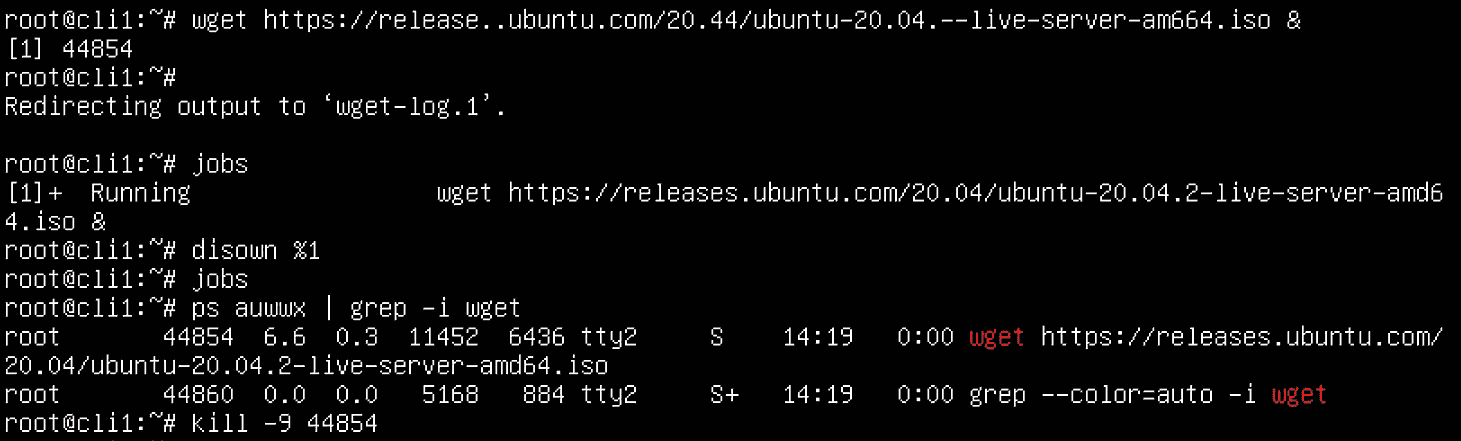 root@cli1:~# wget https://release..ubuntu.com/20.44/ubuntu-20.04.--live-server-am664.iso &
[1] 44854
root@cli1:~#
Redirecting output to ‘wget-log.1’.
root@cli1:~# jobs
[1]+  Running                 wget https://releases.ubuntu.com/20.04/ubuntu-20.04.2-live-server-amd6
4.iso &
root@cli1:~# disown %1
root@cli1:~# jobs
root@cli1:~# ps auwwx | grep -i wget
root       44854  6.6  0.3  11452  6436 tty2     S    14:19   0:00 wget https://releases.ubuntu.com/
20.04/ubuntu-20.04.2-live-server-amd64.iso
root       44860  0.0  0.0   5168   884 tty2     S+   14:19   0:00 grep --color=auto -i wget
root@cli1:~# kill -9 44854